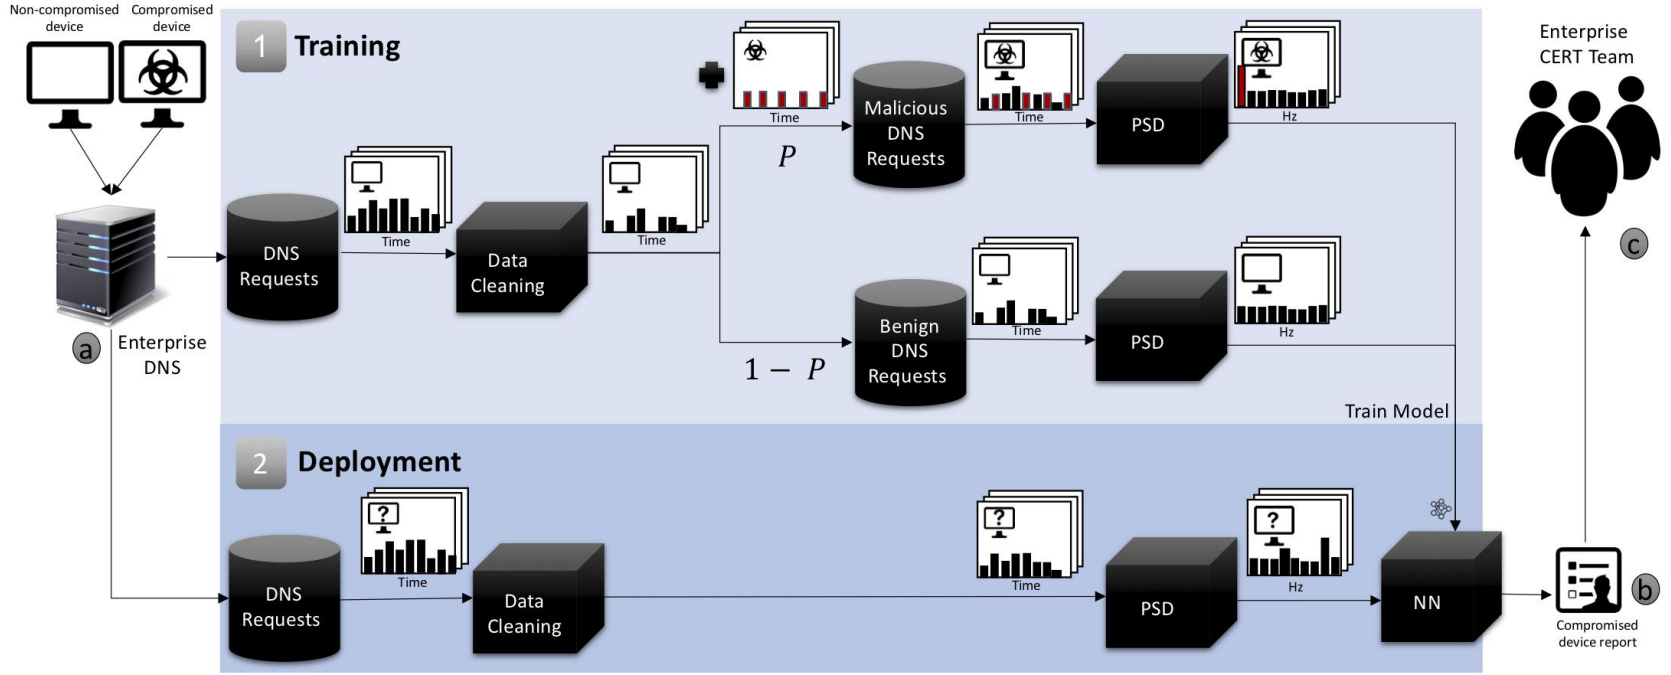 Non-compromised
device
Compromised
device
1 Training
Time
Malicious
DNS
Requests
Time
PSD
Hz
Enterprise
CERT Team
P
DNS
Requests
Time
Data
Cleaning
Time
c
a
Enterprise
DNS
1 - P
Benign
DNS
Requests
Time
PSD
Hz
Train Model
2 Deployment
DNS
Requests
?
Time
Data
Cleaning
?
Time
PSD
?
Hz
NN
b
Compromised
device report